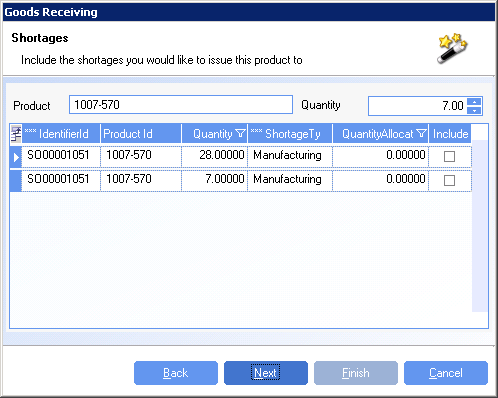 Goods Receiving
Shortages
Include the shortages you would like to issue this product to
Product 1007-570 Quantity 7.00
*** IdentifierId Product Id Quantity *** ShortageTy QuantityAllocat Include
SO00001051 1007-570 28.00000 Manufacturing 0.00000
SO00001051 1007-570 7.00000 Manufacturing 0.00000
Back Next Finish Cancel